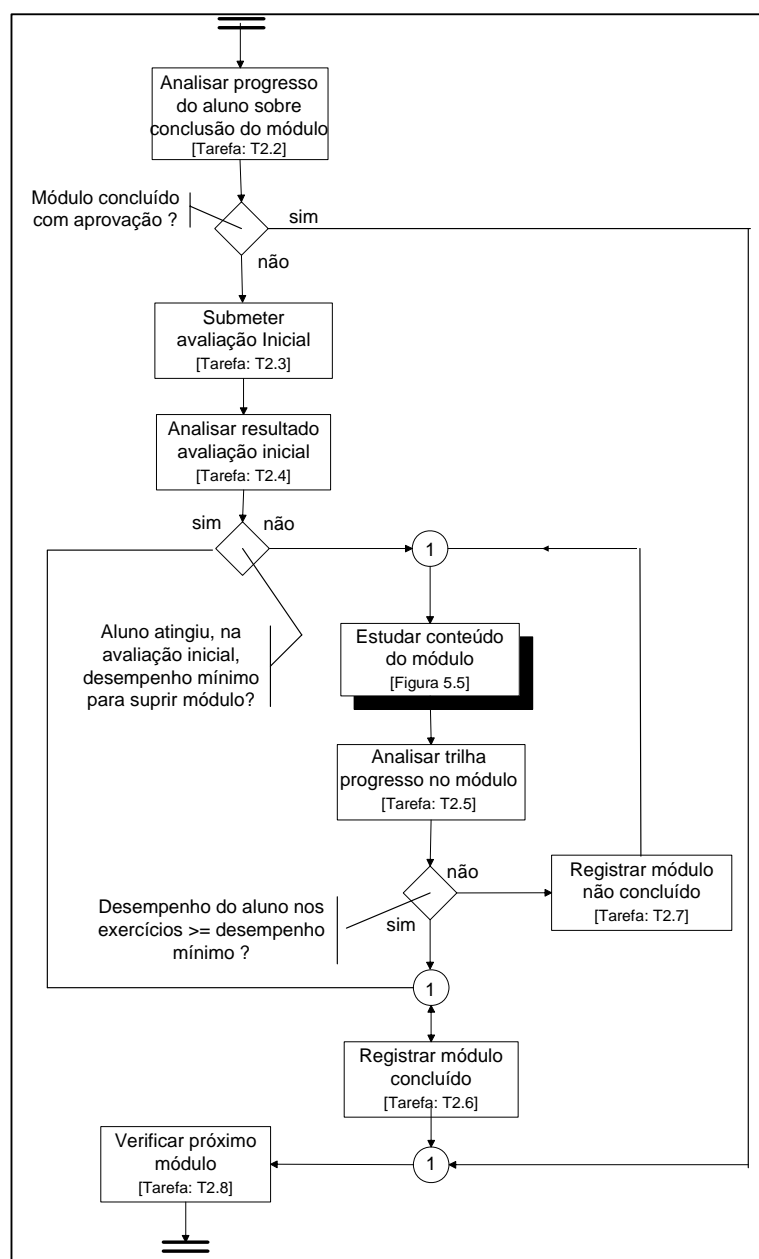 Analisar progresso
do aluno sobre
conclusão do módulo
[Tarefa: T2.2]
Módulo concluído
com aprovação ?
sim
não
Submeter
avaliação Inicial
[Tarefa: T2.3]
Analisar resultado
avaliação inicial
[Tarefa: T2.4]
sim
não
1
Aluno atingiu, na
avaliação inicial,
desempenho mínimo
para suprir módulo?
Estudar conteúdo
do módulo
[Figura 5.5]
Analisar trilha
progresso no módulo
[Tarefa: T2.5]
não
Registrar módulo
não concluído
[Tarefa: T2.7]
Desempenho do aluno nos
exercícios >= desempenho
mínimo ?
sim
1
Registrar módulo
concluído
[Tarefa: T2.6]
Verificar próximo
módulo
[Tarefa: T2.8]
1